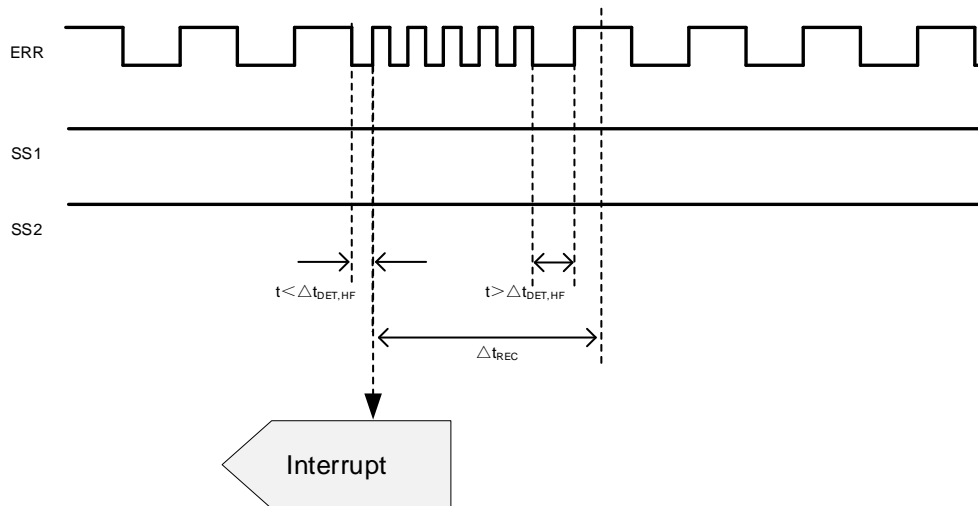 ERR
SS1
SS2
t<△tDET,HF
t>△tDET,HF
△tREC
Interrupt